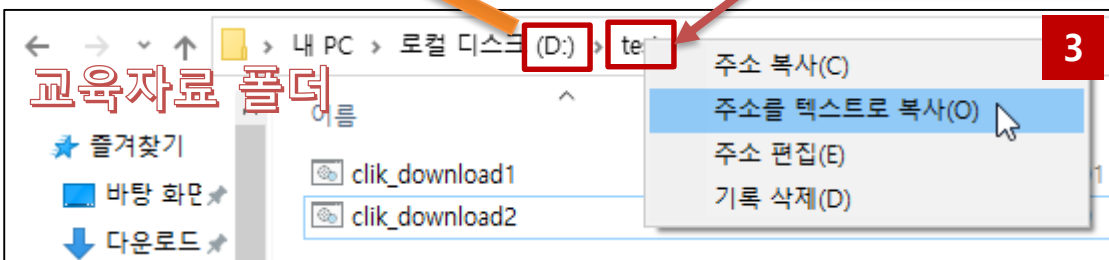 내 PC > 로컬 디스크 (D:) > te
3
교육자료 폴더
이름
즐겨찾기
바탕 화면
다운로드
clik_download1
clik_download2
주소 복사(C)
주소를 텍스트로 복사(O)
주소 편집(E)
기록 삭제(D)